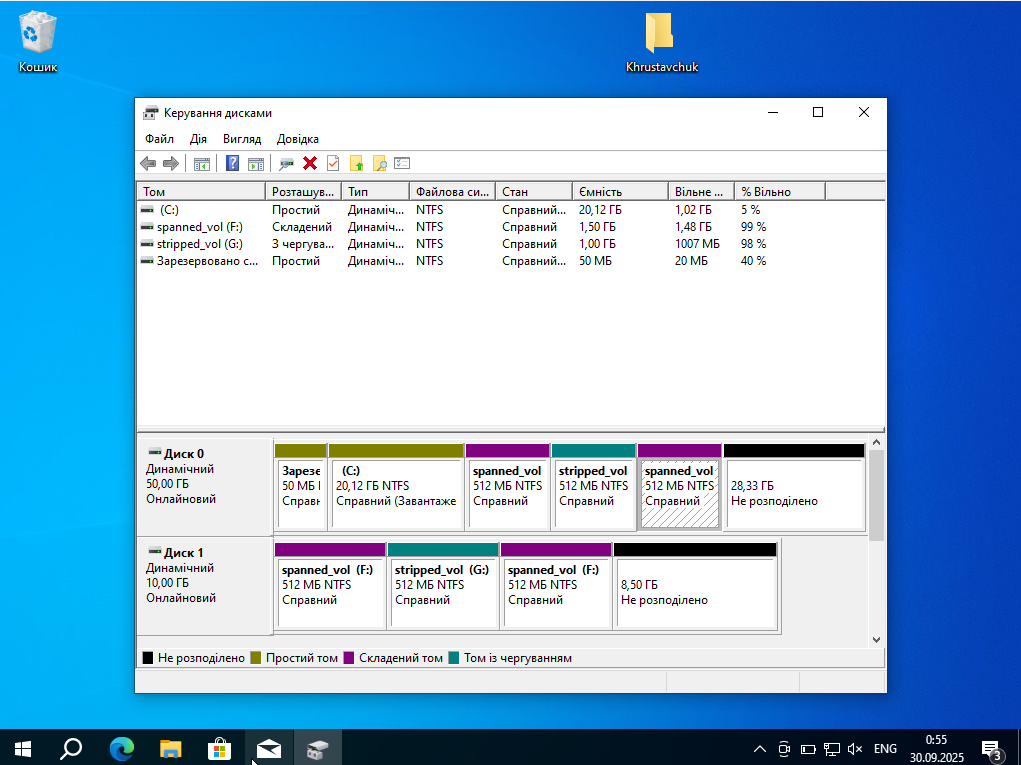 Кошик
Khrustavchuk
Керування дисками
Файл Дія Вигляд Довідка
Том Розташув... Тип Файлова си... Стан Ємність Вільне ... % Вільно
(C:) Простий Динаміч... NTFS Справний... 20,12 ГБ 1,02 ГБ 5 %
spanned_vol (F:) Складений Динаміч... NTFS Справний 1,50 ГБ 1,48 ГБ 99 %
stripped_vol (G:) З чергува... Динаміч... NTFS Справний 1,00 ГБ 1007 МБ 98 %
Зарезервовано с... Простий Динаміч... NTFS Справний... 50 МБ 20 МБ 40 %
Диск 0
Динамічний
50,00 ГБ
Онлайновий
Зарезе
50 МБ I
Справн
(C:)
20,12 ГБ NTFS
Справний (Завантаже
spanned_vol
512 МБ NTFS
Справний
stripped_vol
512 МБ NTFS
Справний
spanned_vol
512 МБ NTFS
Справний
28,33 ГБ
Не розподілено
Диск 1
Динамічний
10,00 ГБ
Онлайновий
spanned_vol (F:)
512 МБ NTFS
Справний
stripped_vol (G:)
512 МБ NTFS
Справний
spanned_vol (F:)
512 МБ NTFS
Справний
8,50 ГБ
Не розподілено
Не розподілено Простий том Складений том Том із чергуванням
ENG
0:55
30.09.2025
3